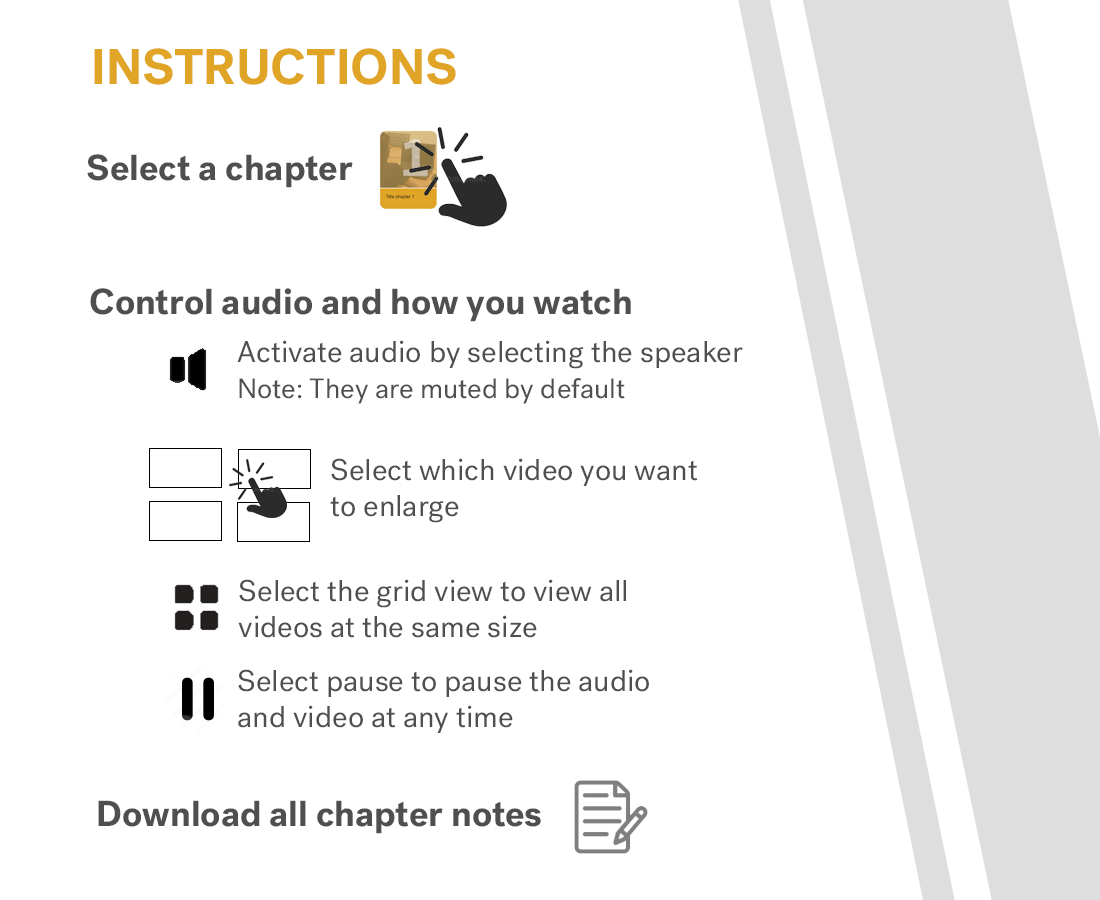 INSTRUCTIONS
Select a chapter
1
Title chapter 1
Control audio and how you watch
Activate audio by selecting the speaker
Note: They are muted by default
Select which video you want
to enlarge
Select the grid view to view all
videos at the same size
Select pause to pause the audio
and video at any time
Download all chapter notes